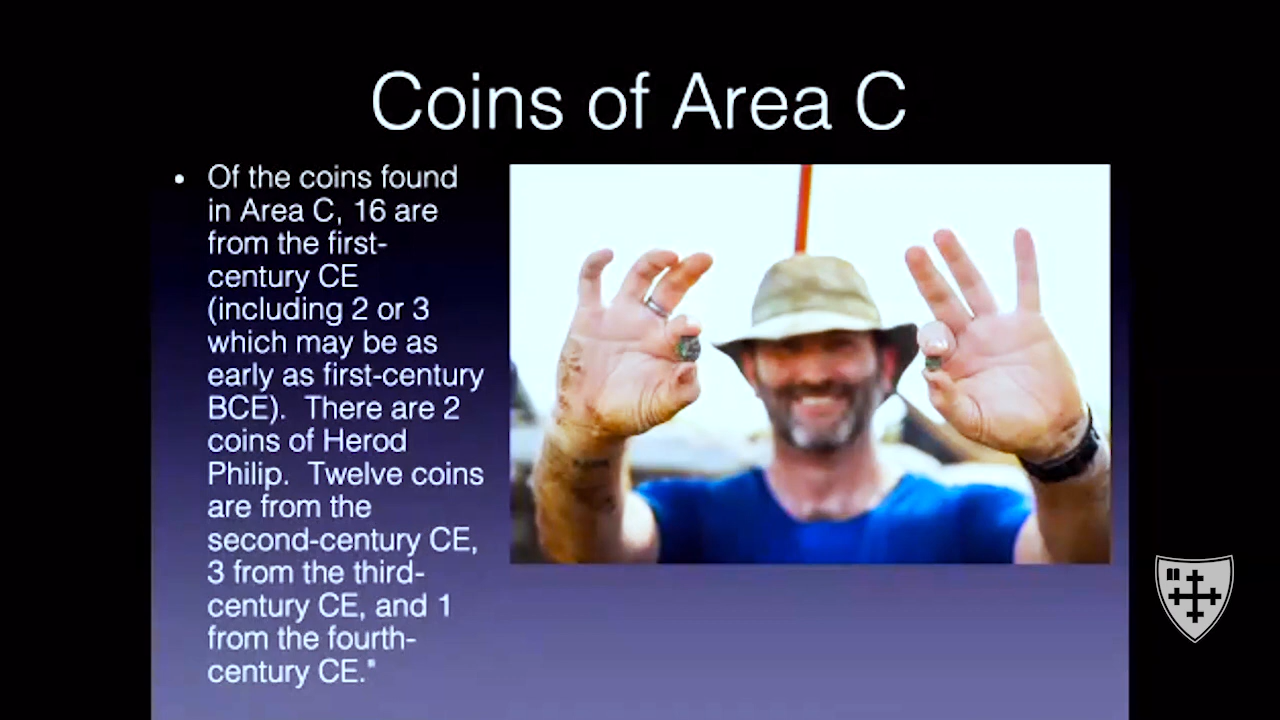 Coins of Area C
• Of the coins found
in Area C, 16 are
from the first-
century CE
(including 2 or 3
which may be as
early as first-century
BCE).  There are 2
coins of Herod
Philip.  Twelve coins
are from the
second-century CE,
3 from the third-
century CE, and 1
from the fourth-
century CE."